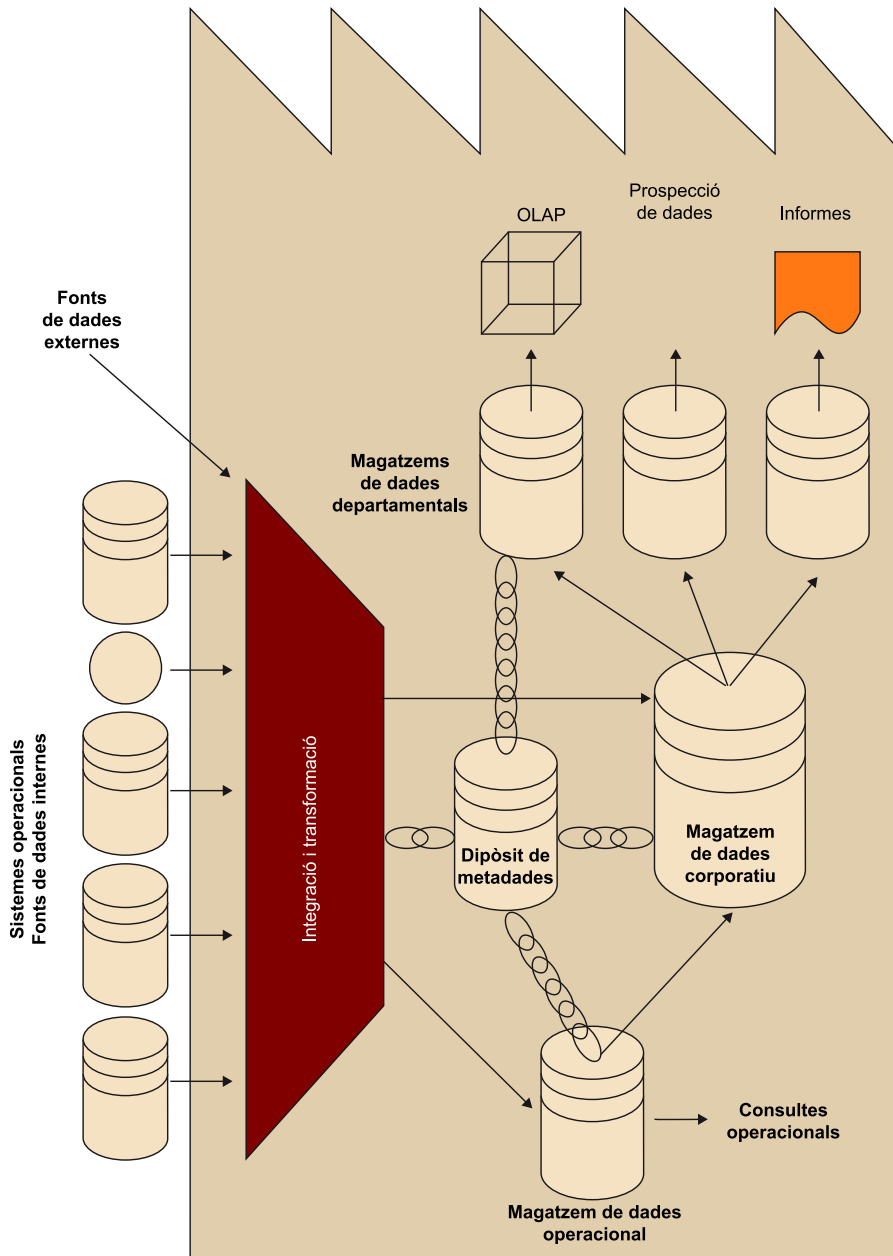 OLAP
Prospecció
de dades
Informes
Fonts
de dades
externes
Magatzems
de dades
departamentals
Sistemes operacionals
Fonts de dades internes
Integració i transformació
Dipòsit de
metadades
Magatzem
de dades
corporatiu
Consultes
operacionals
Magatzem de dades
operacional